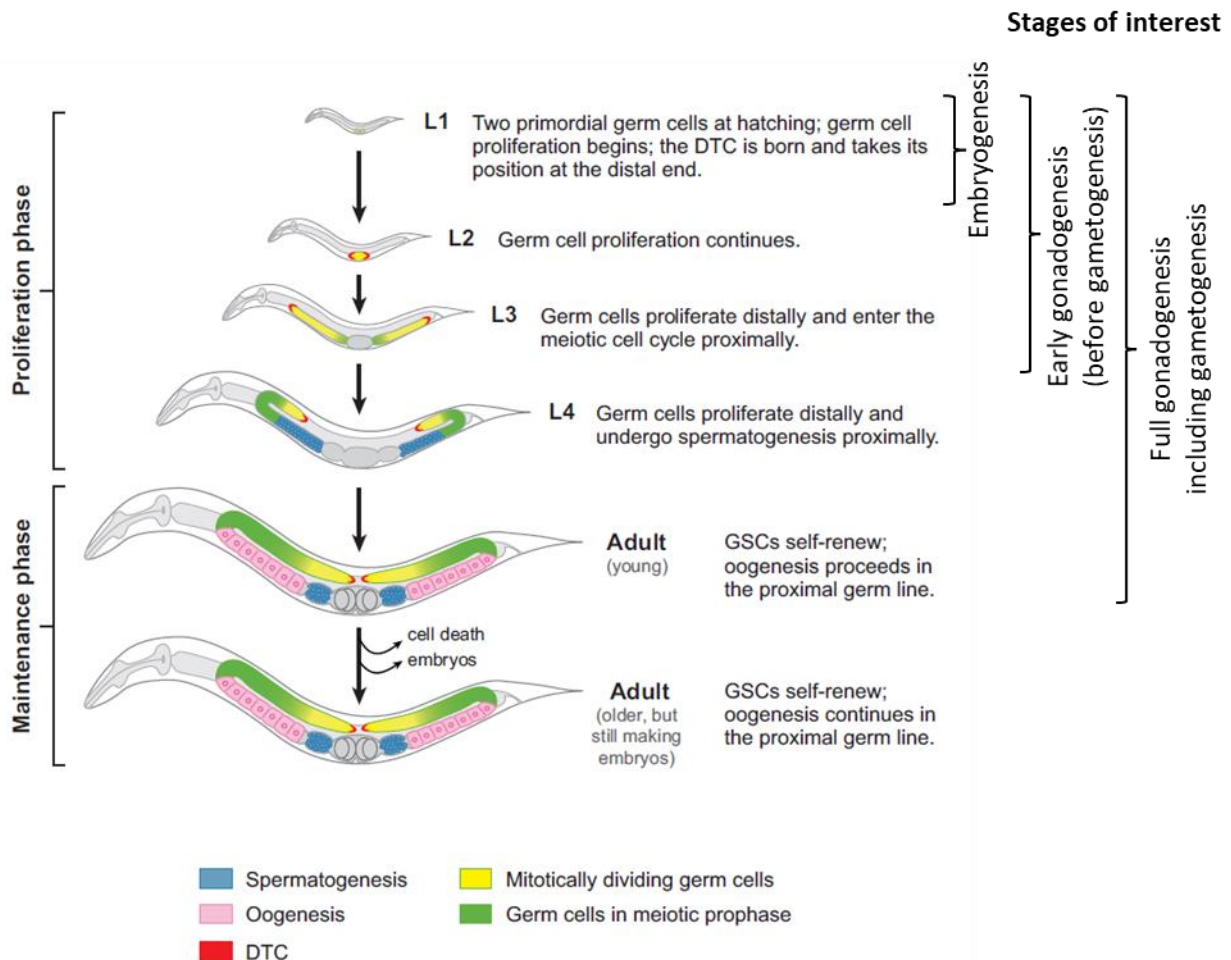 Stages of interest
Proliferation phase
Maintenance phase
L1
Two primordial germ cells at hatching; germ cell
proliferation begins; the DTC is born and takes its
position at the distal end.
L2
Germ cell proliferation continues.
L3
Germ cells proliferate distally and enter the
meiotic cell cycle proximally.
L4
Germ cells proliferate distally and
undergo spermatogenesis proximally.
Adult
(young)
GSCs self-renew;
oogenesis proceeds in
the proximal germ line.
cell death
embryos
Adult
(older, but
still making
embryos)
GSCs self-renew;
oogenesis continues in
the proximal germ line.
Embryogenesis
Early gonadogenesis
(before gametogenesis)
Full gonadogenesis
including gametogenesis
Spermatogenesis
Oogenesis
DTC
Mitotically dividing germ cells
Germ cells in meiotic prophase